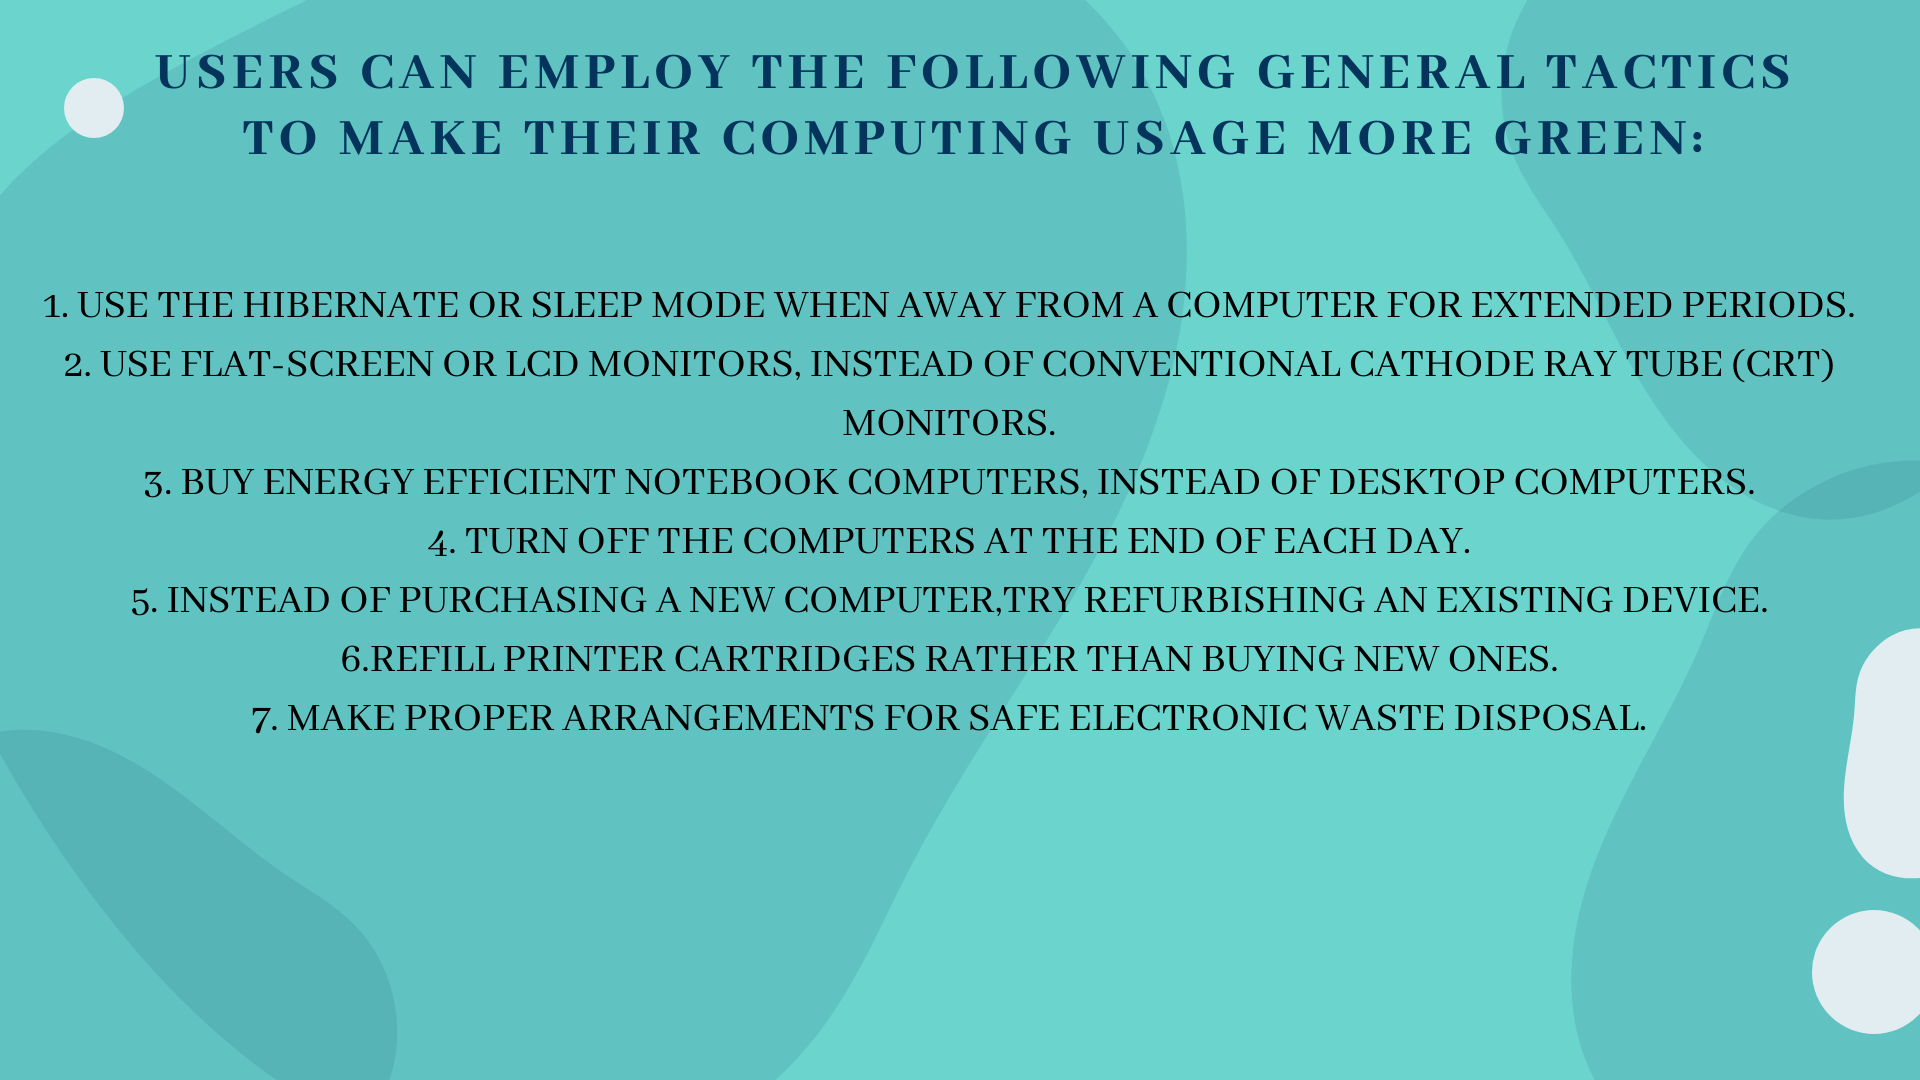 USERS CAN EMPLOY THE FOLLOWING GENERAL TACTICS
TO MAKE THEIR COMPUTING USAGE MORE GREEN:
1. USE THE HIBERNATE OR SLEEP MODE WHEN AWAY FROM A COMPUTER FOR EXTENDED PERIODS.
2. USE FLAT-SCREEN OR LCD MONITORS, INSTEAD OF CONVENTIONAL CATHODE RAY TUBE (CRT)
MONITORS.
3. BUY ENERGY EFFICIENT NOTEBOOK COMPUTERS, INSTEAD OF DESKTOP COMPUTERS.
4. TURN OFF THE COMPUTERS AT THE END OF EACH DAY.
5. INSTEAD OF PURCHASING A NEW COMPUTER,TRY REFURBISHING AN EXISTING DEVICE.
6.REFILL PRINTER CARTRIDGES RATHER THAN BUYING NEW ONES.
7. MAKE PROPER ARRANGEMENTS FOR SAFE ELECTRONIC WASTE DISPOSAL.